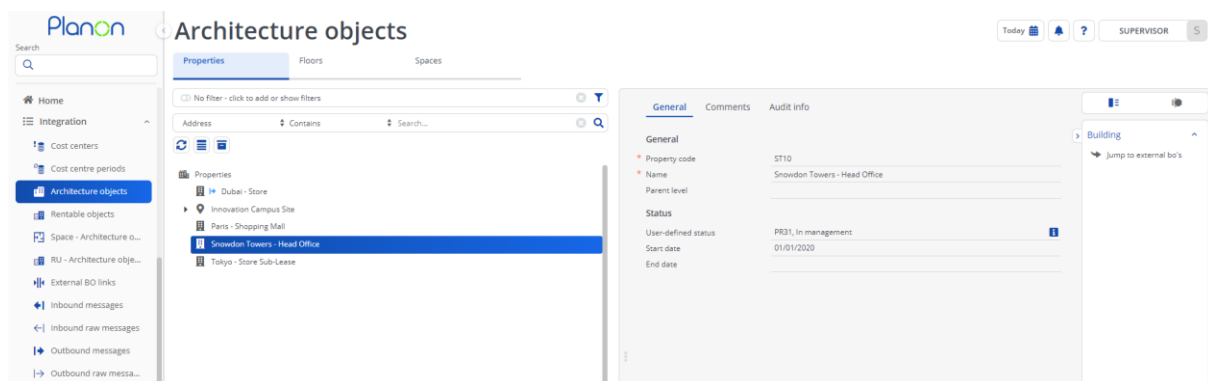 Planon
Search
Home
Integration
Cost centers
Cost centre periods
Architecture objects
Rentable objects
Space - Architecture o...
RU - Architecture obje...
External BO links
Inbound messages
Inbound raw messages
Outbound messages
Outbound raw messa...
Architecture objects
Today
?
SUPERVISOR
S
Properties Floors Spaces
No filter - click to add or show filters
Address Contains Search...
Properties
Dubai - Store
Innovation Campus Site
Paris - Shopping Mall
Snowdon Towers - Head Office
Tokyo - Store Sub-Lease
General Comments Audit info
General
* Property code ST10
* Name Snowdon Towers - Head Office
Parent level
Status
User-defined status PR31, In management
Start date 01/01/2020
End date
Building
Jump to external bo's